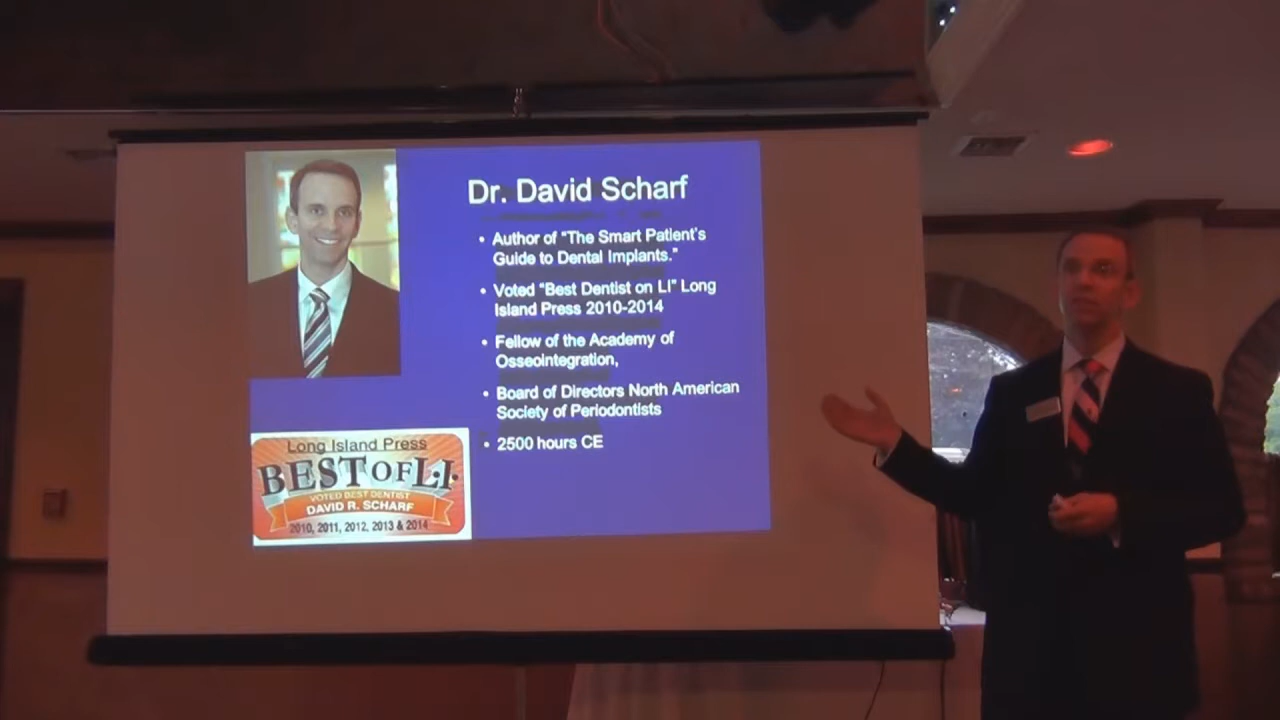 Dr. David Scharf
• Author of “The Smart Patient's
Guide to Dental Implants.”
• Voted “Best Dentist on LI” Long
Island Press 2010-2014
• Fellow of the Academy of
Osseointegration,
• Board of Directors North American
Society of Periodontists
• 2500 hours CE
Long Island Press
BEST OF L.I.
VOTED BEST DENTIST
DAVID R. SCHARF
2010, 2011, 2012, 2013 & 2014